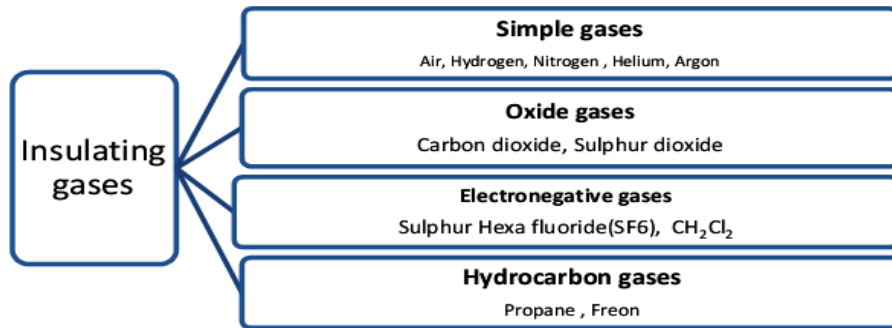 Insulating
gases
Simple gases
Air, Hydrogen, Nitrogen , Helium, Argon
Oxide gases
Carbon dioxide, Sulphur dioxide
Electronegative gases
Sulphur Hexa fluoride(SF6), CH₂Cl₂
Hydrocarbon gases
Propane , Freon